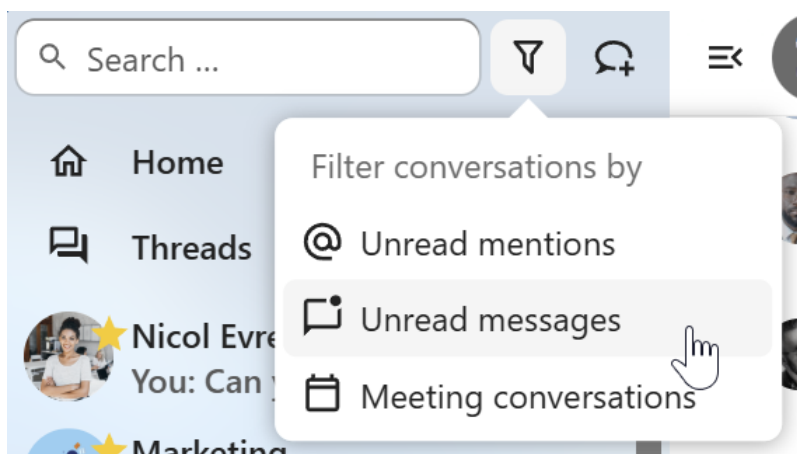 Search ...
Home
Filter conversations by
Unread mentions
Threads
Unread messages
Nicol Evre
You: Can
Meeting conversations
Marketing